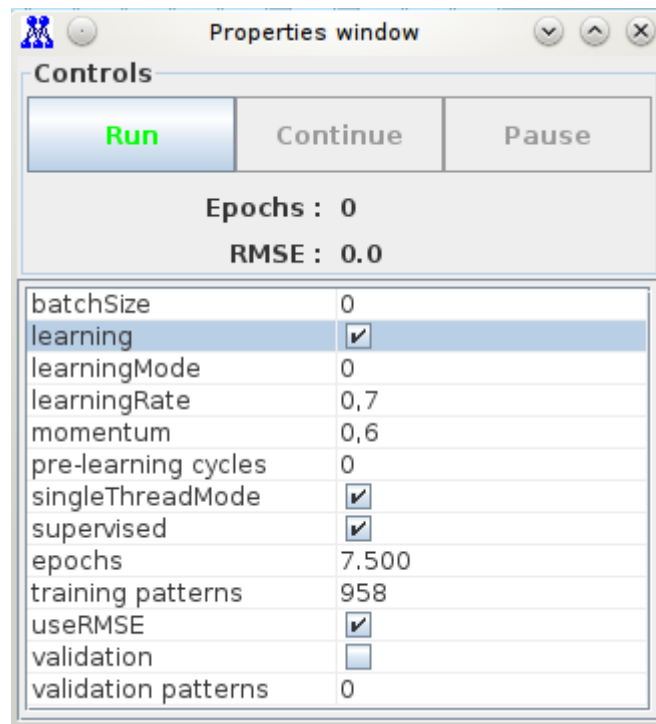 Properties window
Controls
Run Continue Pause
Epochs : 0
RMSE : 0.0
batchSize 0
learning
learningMode 0
learningRate 0,7
momentum 0,6
pre-learning cycles 0
singleThreadMode
supervised
epochs 7.500
training patterns 958
useRMSE
validation
validation patterns 0